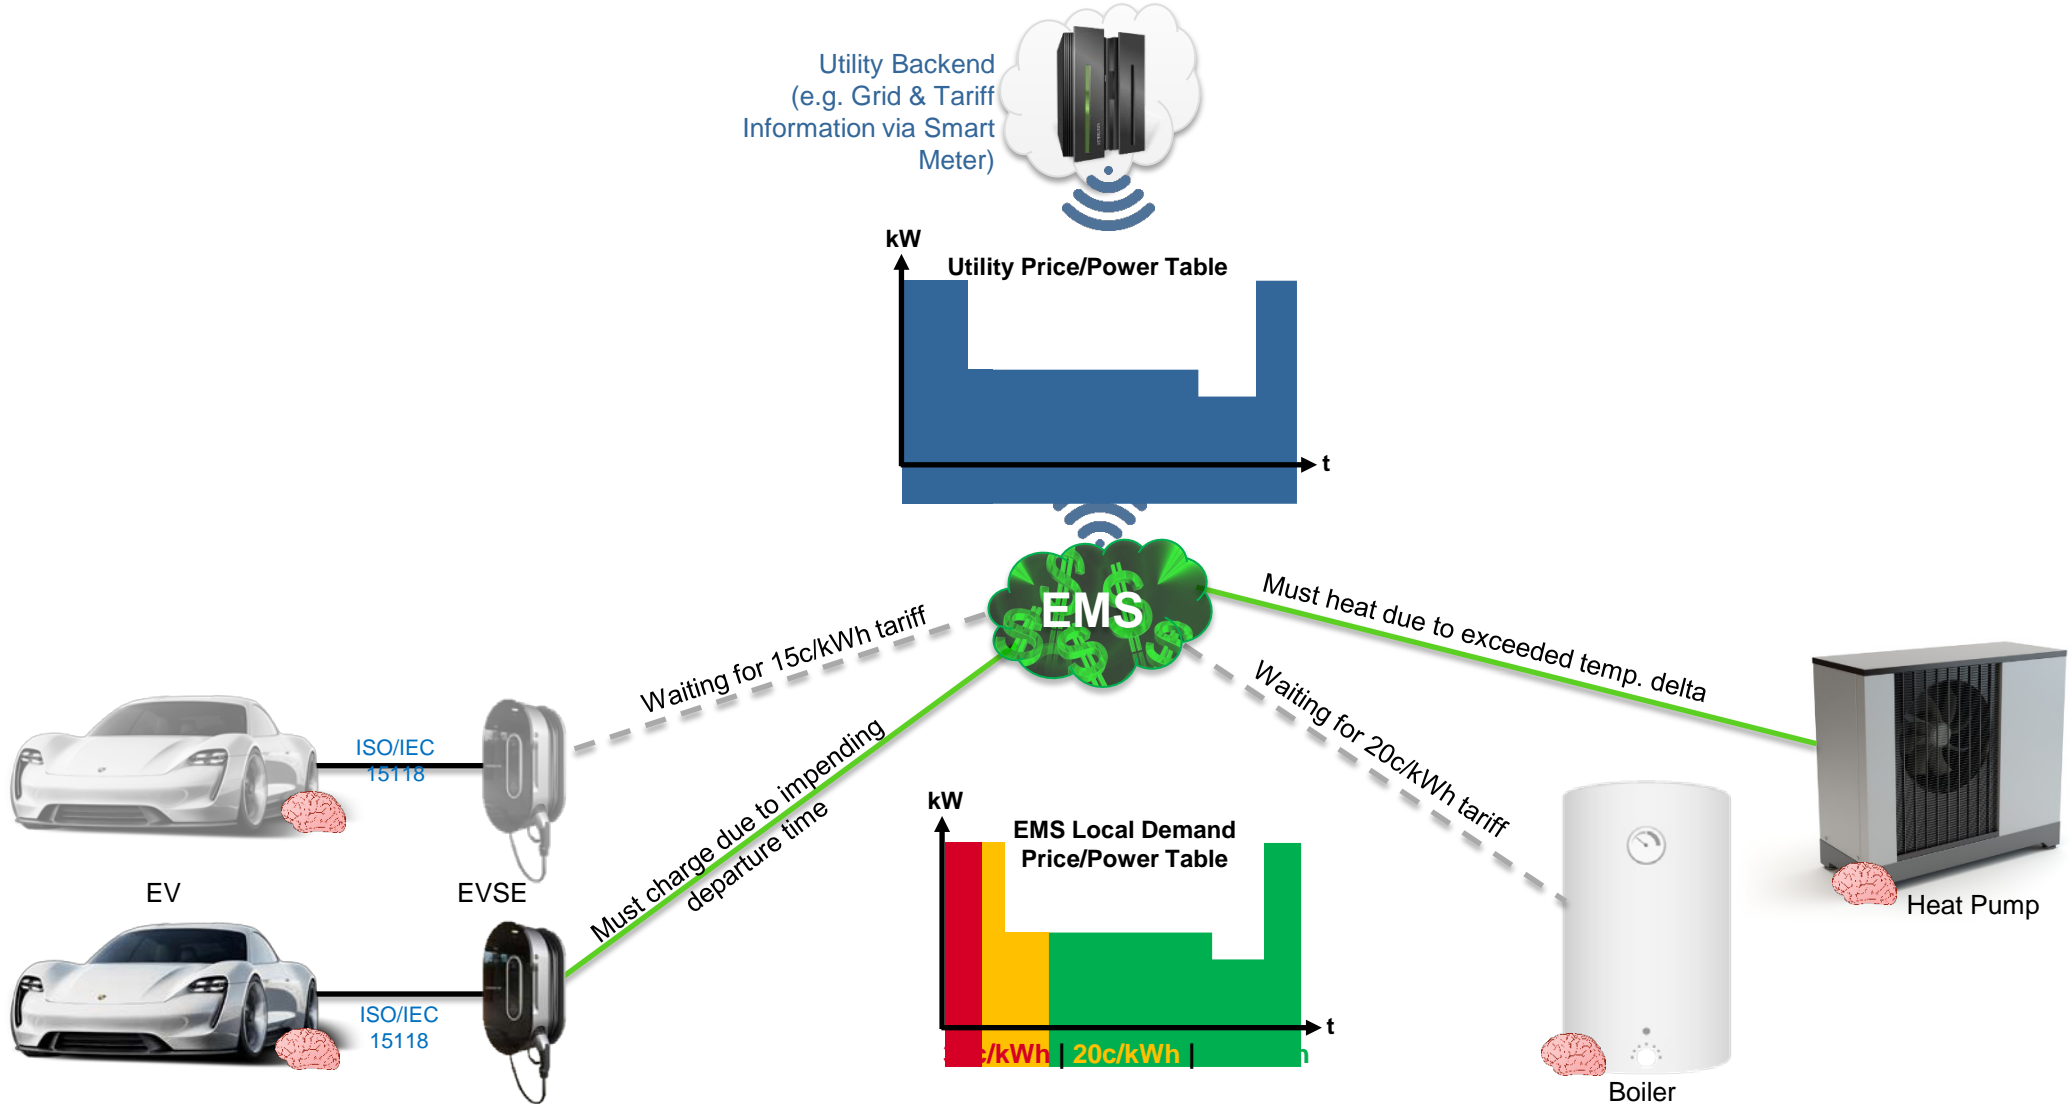 Utility Backend
(e.g. Grid & Tariff
Information via Smart
Meter)
kW
Utility Price/Power Table
t
EMS
Waiting for 15c/kWh tariff
Must charge due to impending
departure time
Must heat due to exceeded temp. delta
Waiting for 20c/kWh tariff
ISO/IEC
15118
EV
EVSE
ISO/IEC
15118
kW
EMS Local Demand
Price/Power Table
t
c/kWh | 20c/kWh |
Heat Pump
Boiler